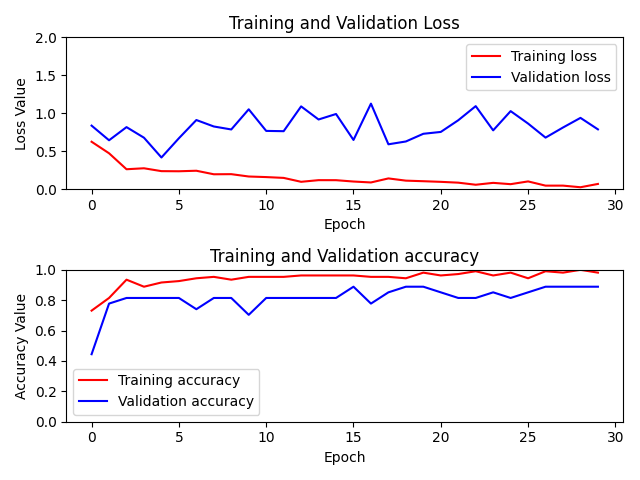 Training and Validation Loss
2.0
1.5
1.0
0.5
0.0
Loss Value
Training loss
Validation loss
0 5 10 15 20 25 30
Epoch
Training and Validation accuracy
1.0
0.8
0.6
0.4
0.2
0.0
Accuracy Value
Training accuracy
Validation accuracy
0 5 10 15 20 25 30
Epoch